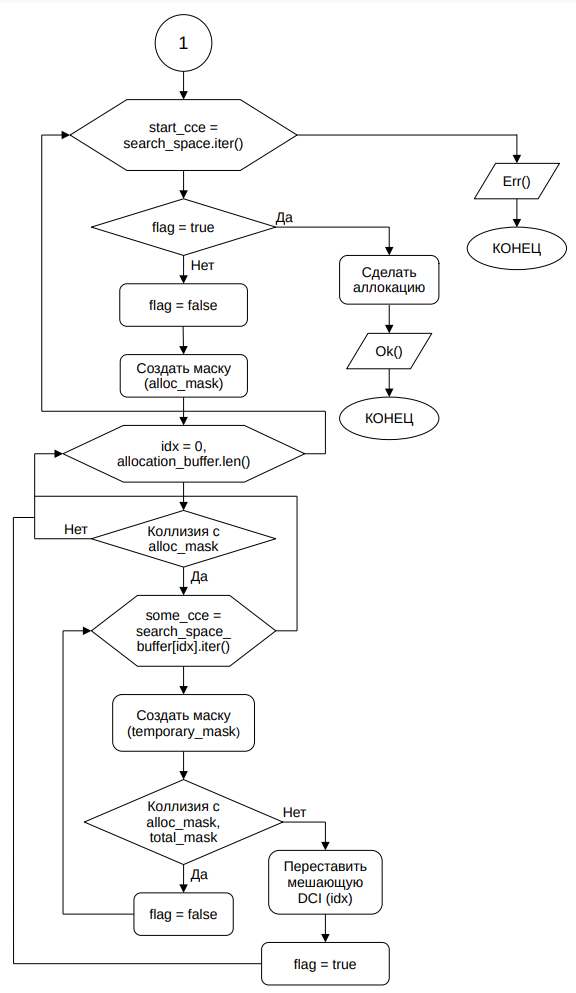 1
start_cce =
search_space.iter()
Err()
КОНЕЦ
flag = true
Да
Нет
Сделать
аллокацию
flag = false
Ok()
Создать маску
(alloc_mask)
КОНЕЦ
idx = 0,
allocation_buffer.len()
Нет
Коллизия с
alloc_mask
Да
some_cce =
search_space_
buffer[idx].iter()
Создать маску
(temporary_mask)
Коллизия с
alloc_mask,
total_mask
Нет
Да
Переставить
мешающую
DCI (idx)
flag = false
flag = true